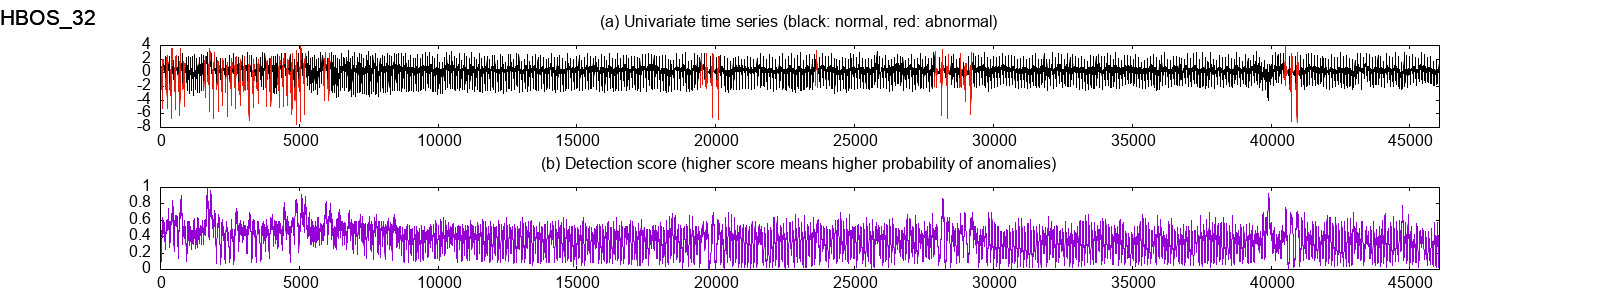 HBOS_32
(a) Univariate time series (black: normal, red: abnormal)
4
2
0
-2
-4
-6
-8
0 5000 10000 15000 20000 25000 30000 35000 40000 45000
(b) Detection score (higher score means higher probability of anomalies)
1
0.8
0.6
0.4
0.2
0
0 5000 10000 15000 20000 25000 30000 35000 40000 45000